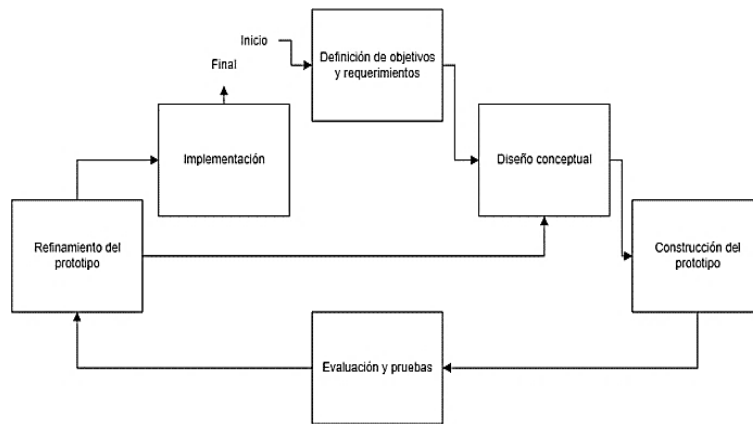 Inicio
Definición de objetivos
y requerimientos
Final
Implementación
Diseño conceptual
Refinamiento del
prototipo
Construcción del
prototipo
Evaluación y pruebas